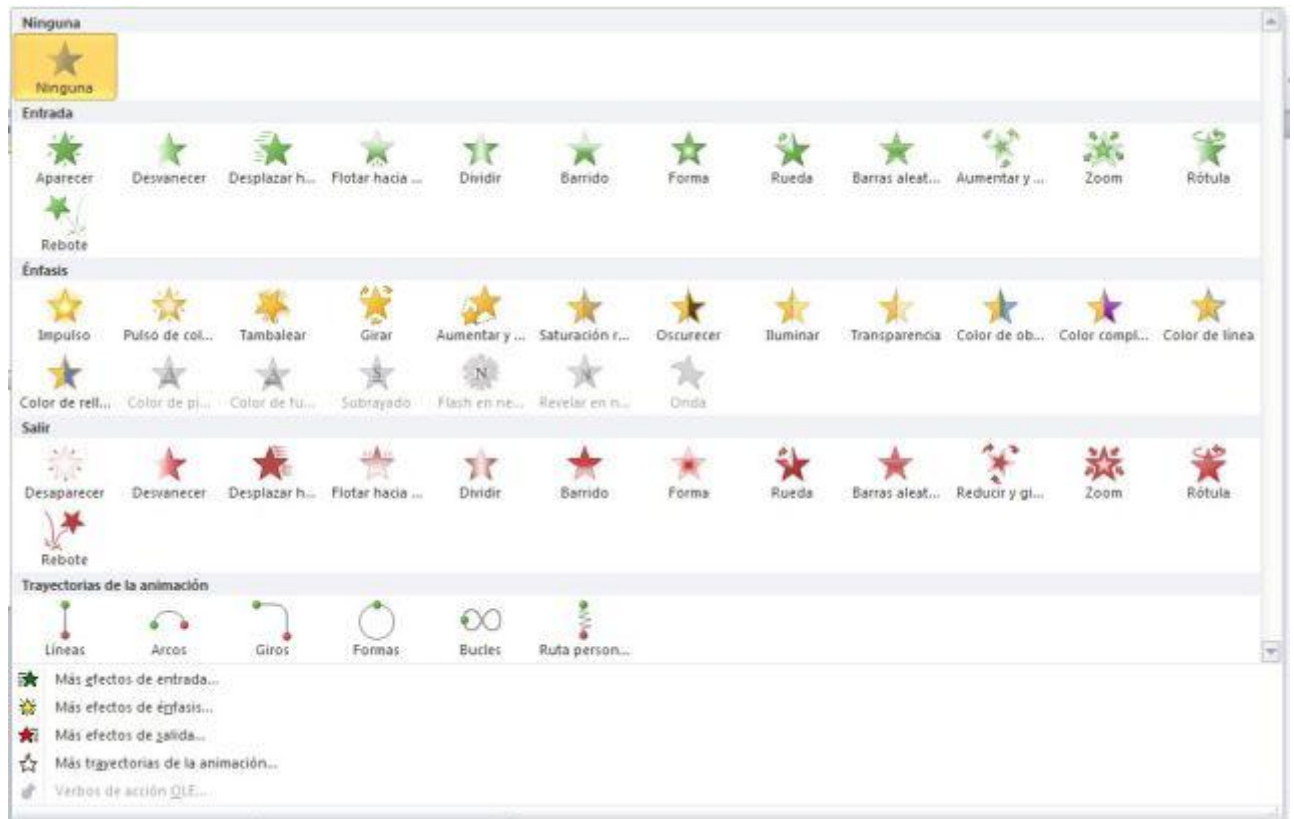 Ninguna
Ninguna
Entrada
Aparecer Desvanecer Desplazar h... Flotar hacia ... Dividir Barrido Forma Rueda Barras aleat... Aumentar y ... Zoom Rótula
Rebote
Énfasis
Impulso Pulso de col... Tambalear Girar Aumentar y ... Saturación r... Oscurecer Iluminar Transparencia Color de ob... Color compl... Color de línea
Color de rell... Color de pi... Color de fu... Subrayado Flash en ne... Revelar en n... Onda
Salir
Desaparecer Desvanecer Desplazar h... Flotar hacia ... Dividir Barrido Forma Rueda Barras aleat... Reducir y gi... Zoom Rótula
Rebote
Trayectorias de la animación
Líneas Arcos Giros Formas Bucles Ruta person...
Más efectos de entrada...
Más efectos de énfasis...
Más efectos de salida...
Más trayectorias de la animación...
Verbos de acción OLE...